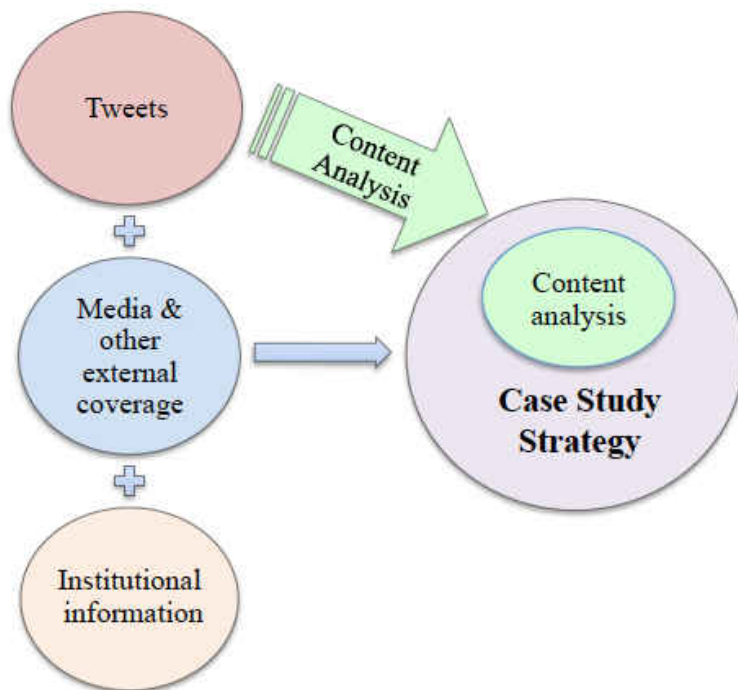 Tweets
Content
Analysis
Media &
other
external
coverage
Content
analysis
Case Study
Strategy
Institutional
information